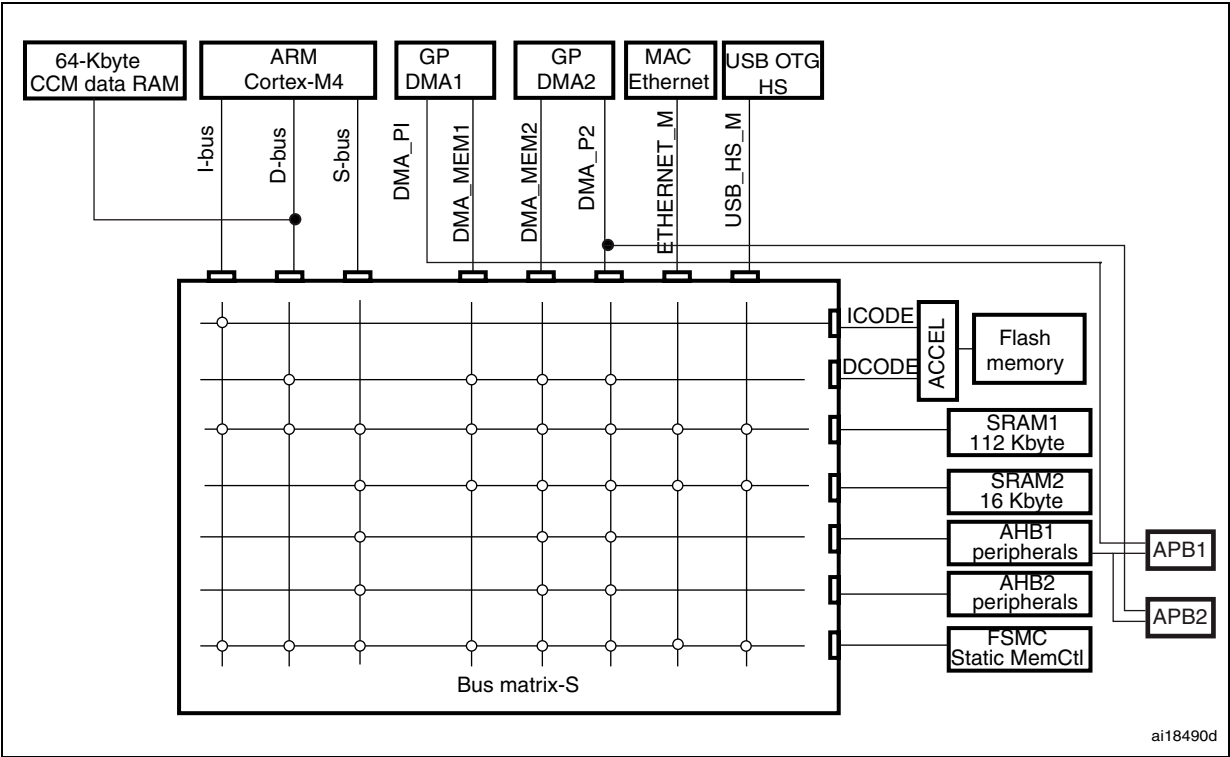 64-Kbyte
CCM data RAM
ARM
Cortex-M4
GP
DMA1
GP
DMA2
MAC
Ethernet
USB OTG
HS
I-bus
D-bus
S-bus
DMA_PI
DMA_MEM1
DMA_MEM2
DMA_P2
ETHERNET_M
USB_HS_M
ICODE
DCODE
ACCEL
Flash
memory
SRAM1
112 Kbyte
SRAM2
16 Kbyte
AHB1
peripherals
APB1
AHB2
peripherals
APB2
FSMC
Static MemCtl
Bus matrix-S
ai18490d